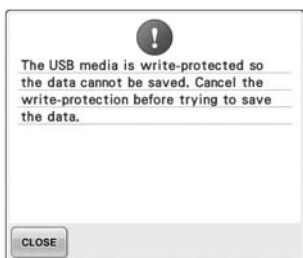 The USB media is write-protected so
the data cannot be saved. Cancel the
write-protection before trying to save
the data.
CLOSE